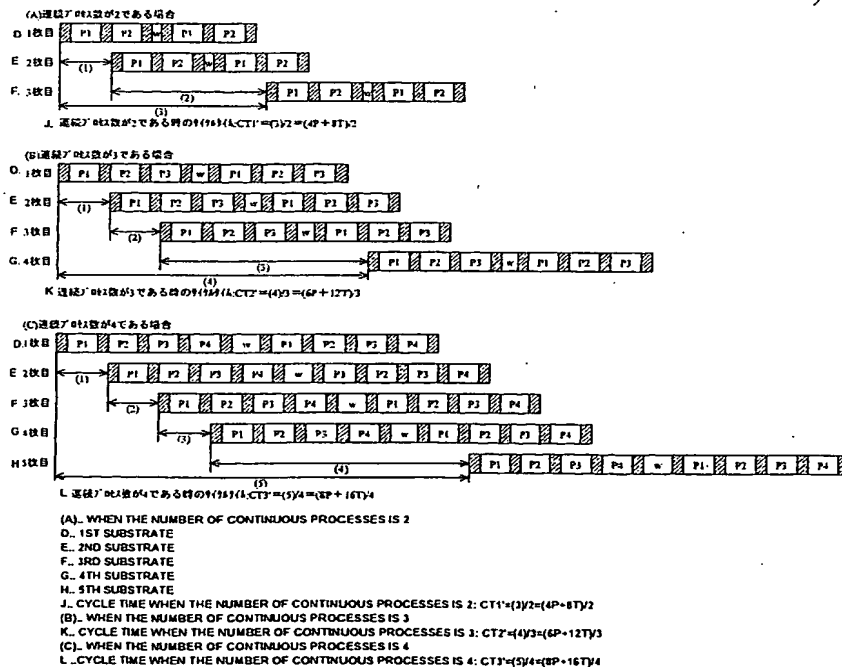 (A)連続プロセス数が2である場合
D 1枚目 P1 P2 w P1 P2
E 2枚目 P1 P2 w P1 P2
(1)
F. 3枚目 P1 P2 w P1 P2
(2)
(3)
J. 連続プロセス数が2である時のサイクルタイム:CT1'=(3)/2=(4P+8T)/2
(B)連続プロセス数が3である場合
D. 1枚目 P1 P2 P3 w P1 P2 P3
E 2枚目 P1 P2 P3 w P1 P2 P3
(1)
F 3枚目 P1 P2 P3 w P1 P2 P3
(2)
G. 4枚目 P1 P2 P3 w P1 P2 P3
(3)
(4)
K 連続プロセス数が3である時のサイクルタイム:CT2'=(4)/3=(6P+12T)/3
(C)連続プロセス数が4である場合
D.1枚目 P1 P2 P3 P4 w P1 P2 P3 P4
E 2枚目 P1 P2 P3 P4 w P1 P2 P3 P4
(1)
F 3枚目 P1 P2 P3 P4 w P1 P2 P3 P4
(2)
G 4枚目 P1 P2 P3 P4 w P1 P2 P3 P4
(3)
H 5枚目 P1 P2 P3 P4 w P1 P2 P3 P4
(4)
(5)
L 連続プロセス数が4である時のサイクルタイム:CT3'=(5)/4=(8P+16T)/4
(A)... WHEN THE NUMBER OF CONTINUOUS PROCESSES IS 2
D... 1ST SUBSTRATE
E... 2ND SUBSTRATE
F... 3RD SUBSTRATE
G... 4TH SUBSTRATE
H... 5TH SUBSTRATE
J... CYCLE TIME WHEN THE NUMBER OF CONTINUOUS PROCESSES IS 2: CT1'=(3)/2=(4P+8T)/2
(B)... WHEN THE NUMBER OF CONTINUOUS PROCESSES IS 3
K... CYCLE TIME WHEN THE NUMBER OF CONTINUOUS PROCESSES IS 3: CT2'=(4)/3=(6P+12T)/3
(C)... WHEN THE NUMBER OF CONTINUOUS PROCESSES IS 4
L ...CYCLE TIME WHEN THE NUMBER OF CONTINUOUS PROCESSES IS 4: CT3'=(5)/4=(8P+16T)/4